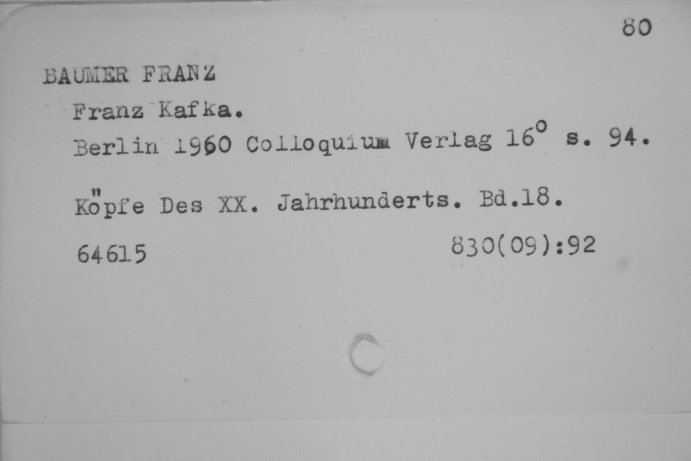 80
BAUMER FRANZ
Franz Kafka.
Berlin 1960 Colloquium Verlag 16° s. 94.
Köpfe Des XX. Jahrhunderts. Bd.18.
64615 830(09):92